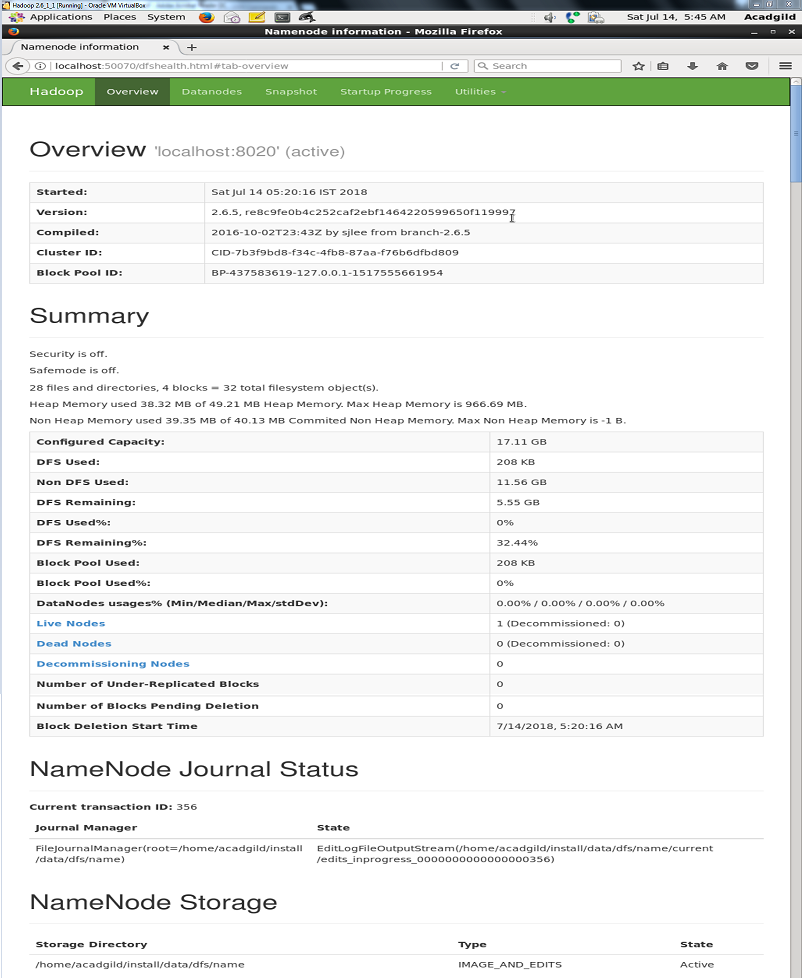 Hadoop 2.6_1_1 [Running] - Oracle VM VirtualBox
Applications Places System Sat Jul 14, 5:45 AM Acadgild
Namenode information - Mozilla Firefox
Namenode information
localhost:50070/dfshealth.html#tab-overview Search
Hadoop Overview Datanodes Snapshot Startup Progress Utilities
Overview 'localhost:8020' (active)
Started: Sat Jul 14 05:20:16 IST 2018
Version: 2.6.5, re8c9fe0b4c252caf2ebf1464220599650f119997
Compiled: 2016-10-02T23:43Z by sjlee from branch-2.6.5
Cluster ID: CID-7b3f9bd8-f34c-4fb8-87aa-f76b6dfbd809
Block Pool ID: BP-437583619-127.0.0.1-1517555661954
Summary
Security is off.
Safemode is off.
28 files and directories, 4 blocks = 32 total filesystem object(s).
Heap Memory used 38.32 MB of 49.21 MB Heap Memory. Max Heap Memory is 966.69 MB.
Non Heap Memory used 39.35 MB of 40.13 MB Commited Non Heap Memory. Max Non Heap Memory is -1 B.
Configured Capacity: 17.11 GB
DFS Used: 208 KB
Non DFS Used: 11.56 GB
DFS Remaining: 5.55 GB
DFS Used%: 0%
DFS Remaining%: 32.44%
Block Pool Used: 208 KB
Block Pool Used%: 0%
DataNodes usages% (Min/Median/Max/stdDev): 0.00% / 0.00% / 0.00% / 0.00%
Live Nodes 1 (Decommissioned: 0)
Dead Nodes 0 (Decommissioned: 0)
Decommissioning Nodes 0
Number of Under-Replicated Blocks 0
Number of Blocks Pending Deletion 0
Block Deletion Start Time 7/14/2018, 5:20:16 AM
NameNode Journal Status
Current transaction ID: 356
Journal Manager State
FileJournalManager(root=/home/acadgild/install EditLogFileOutputStream(/home/acadgild/install/data/dfs/name/current
/data/dfs/name) /edits_inprogress_0000000000000000356)
NameNode Storage
Storage Directory Type State
/home/acadgild/install/data/dfs/name IMAGE_AND_EDITS Active